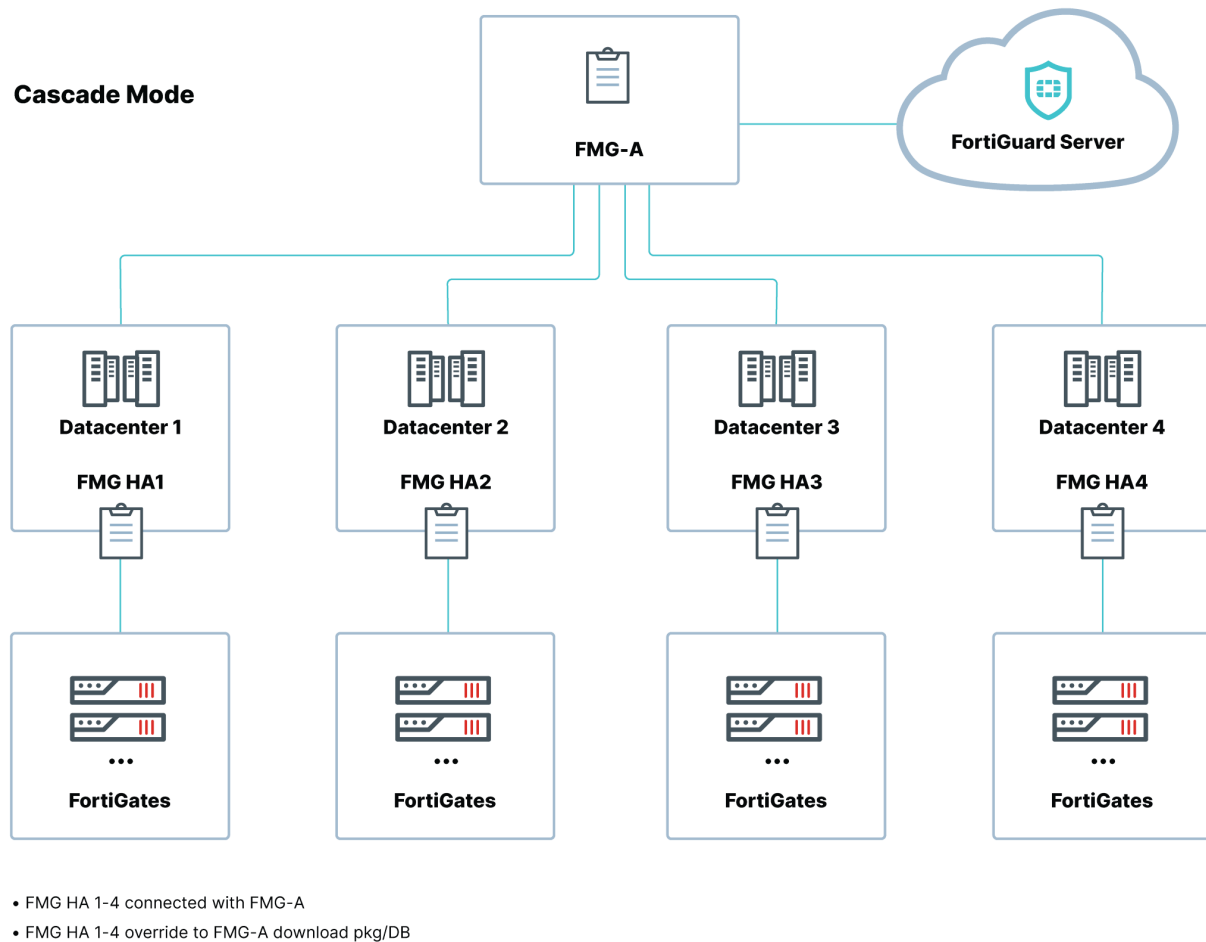 Cascade Mode
FMG-A
FortiGuard Server
Datacenter 1
Datacenter 2
Datacenter 3
Datacenter 4
FMG HA1
FMG HA2
FMG HA3
FMG HA4
•••
•••
•••
•••
FortiGates
FortiGates
FortiGates
FortiGates
• FMG HA 1-4 connected with FMG-A
• FMG HA 1-4 override to FMG-A download pkg/DB